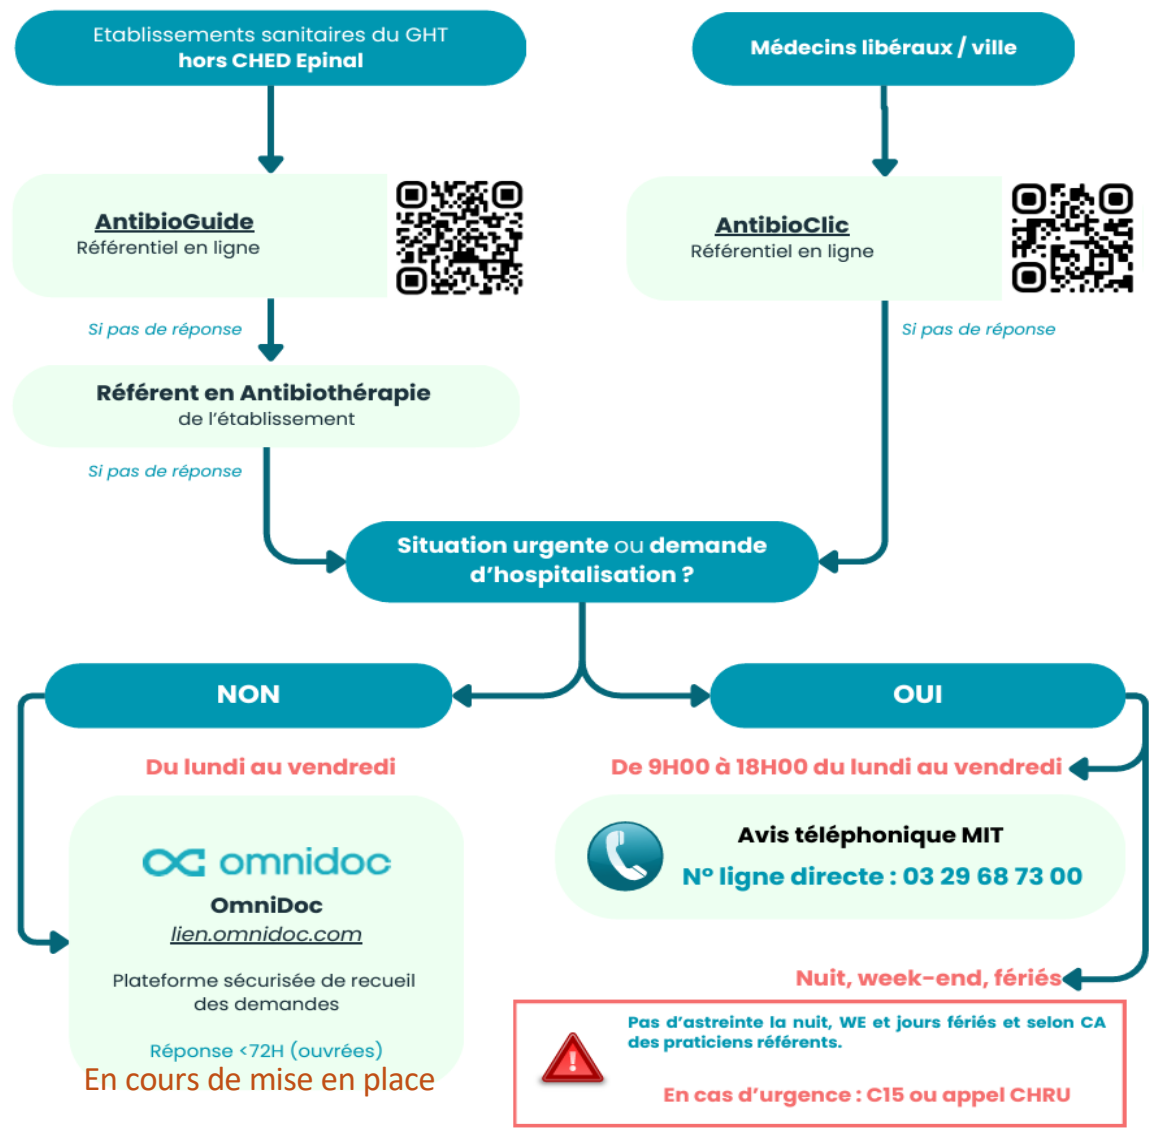 Etablissements sanitaires du GHT
hors CHED Epinal
Médecins libéraux / ville
AntibioGuide
Référentiel en ligne
AntibioClic
Référentiel en ligne
Si pas de réponse
Si pas de réponse
Référent en Antibiothérapie
de l'établissement
Si pas de réponse
Situation urgente ou demande
d'hospitalisation ?
NON
OUI
Du lundi au vendredi
omnidoc
OmniDoc
lien.omnidoc.com
Plateforme sécurisée de recueil
des demandes
Réponse <72H (ouvrées)
En cours de mise en place
De 9H00 à 18H00 du lundi au vendredi
Avis téléphonique MIT
N° ligne directe : 03 29 68 73 00
Nuit, week-end, fériés
Pas d'astreinte la nuit, WE et jours fériés et selon CA
des praticiens référents.
En cas d'urgence : C15 ou appel CHRU